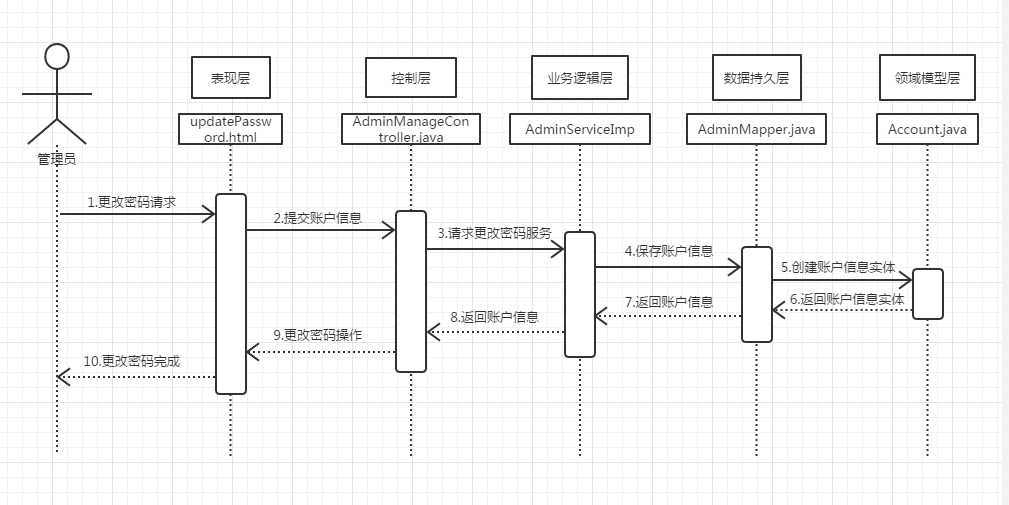 表现层
控制层
业务逻辑层
数据持久层
领域模型层
updatePassw
ord.html
AdminManageCon
troller.java
AdminServiceImp
AdminMapper.java
Account.java
管理员
1.更改密码请求
2.提交账户信息
3.请求更改密码服务
4.保存账户信息
5.创建账户信息实体
6.返回账户信息实体
7.返回账户信息
8.返回账户信息
9.更改密码操作
10.更改密码完成